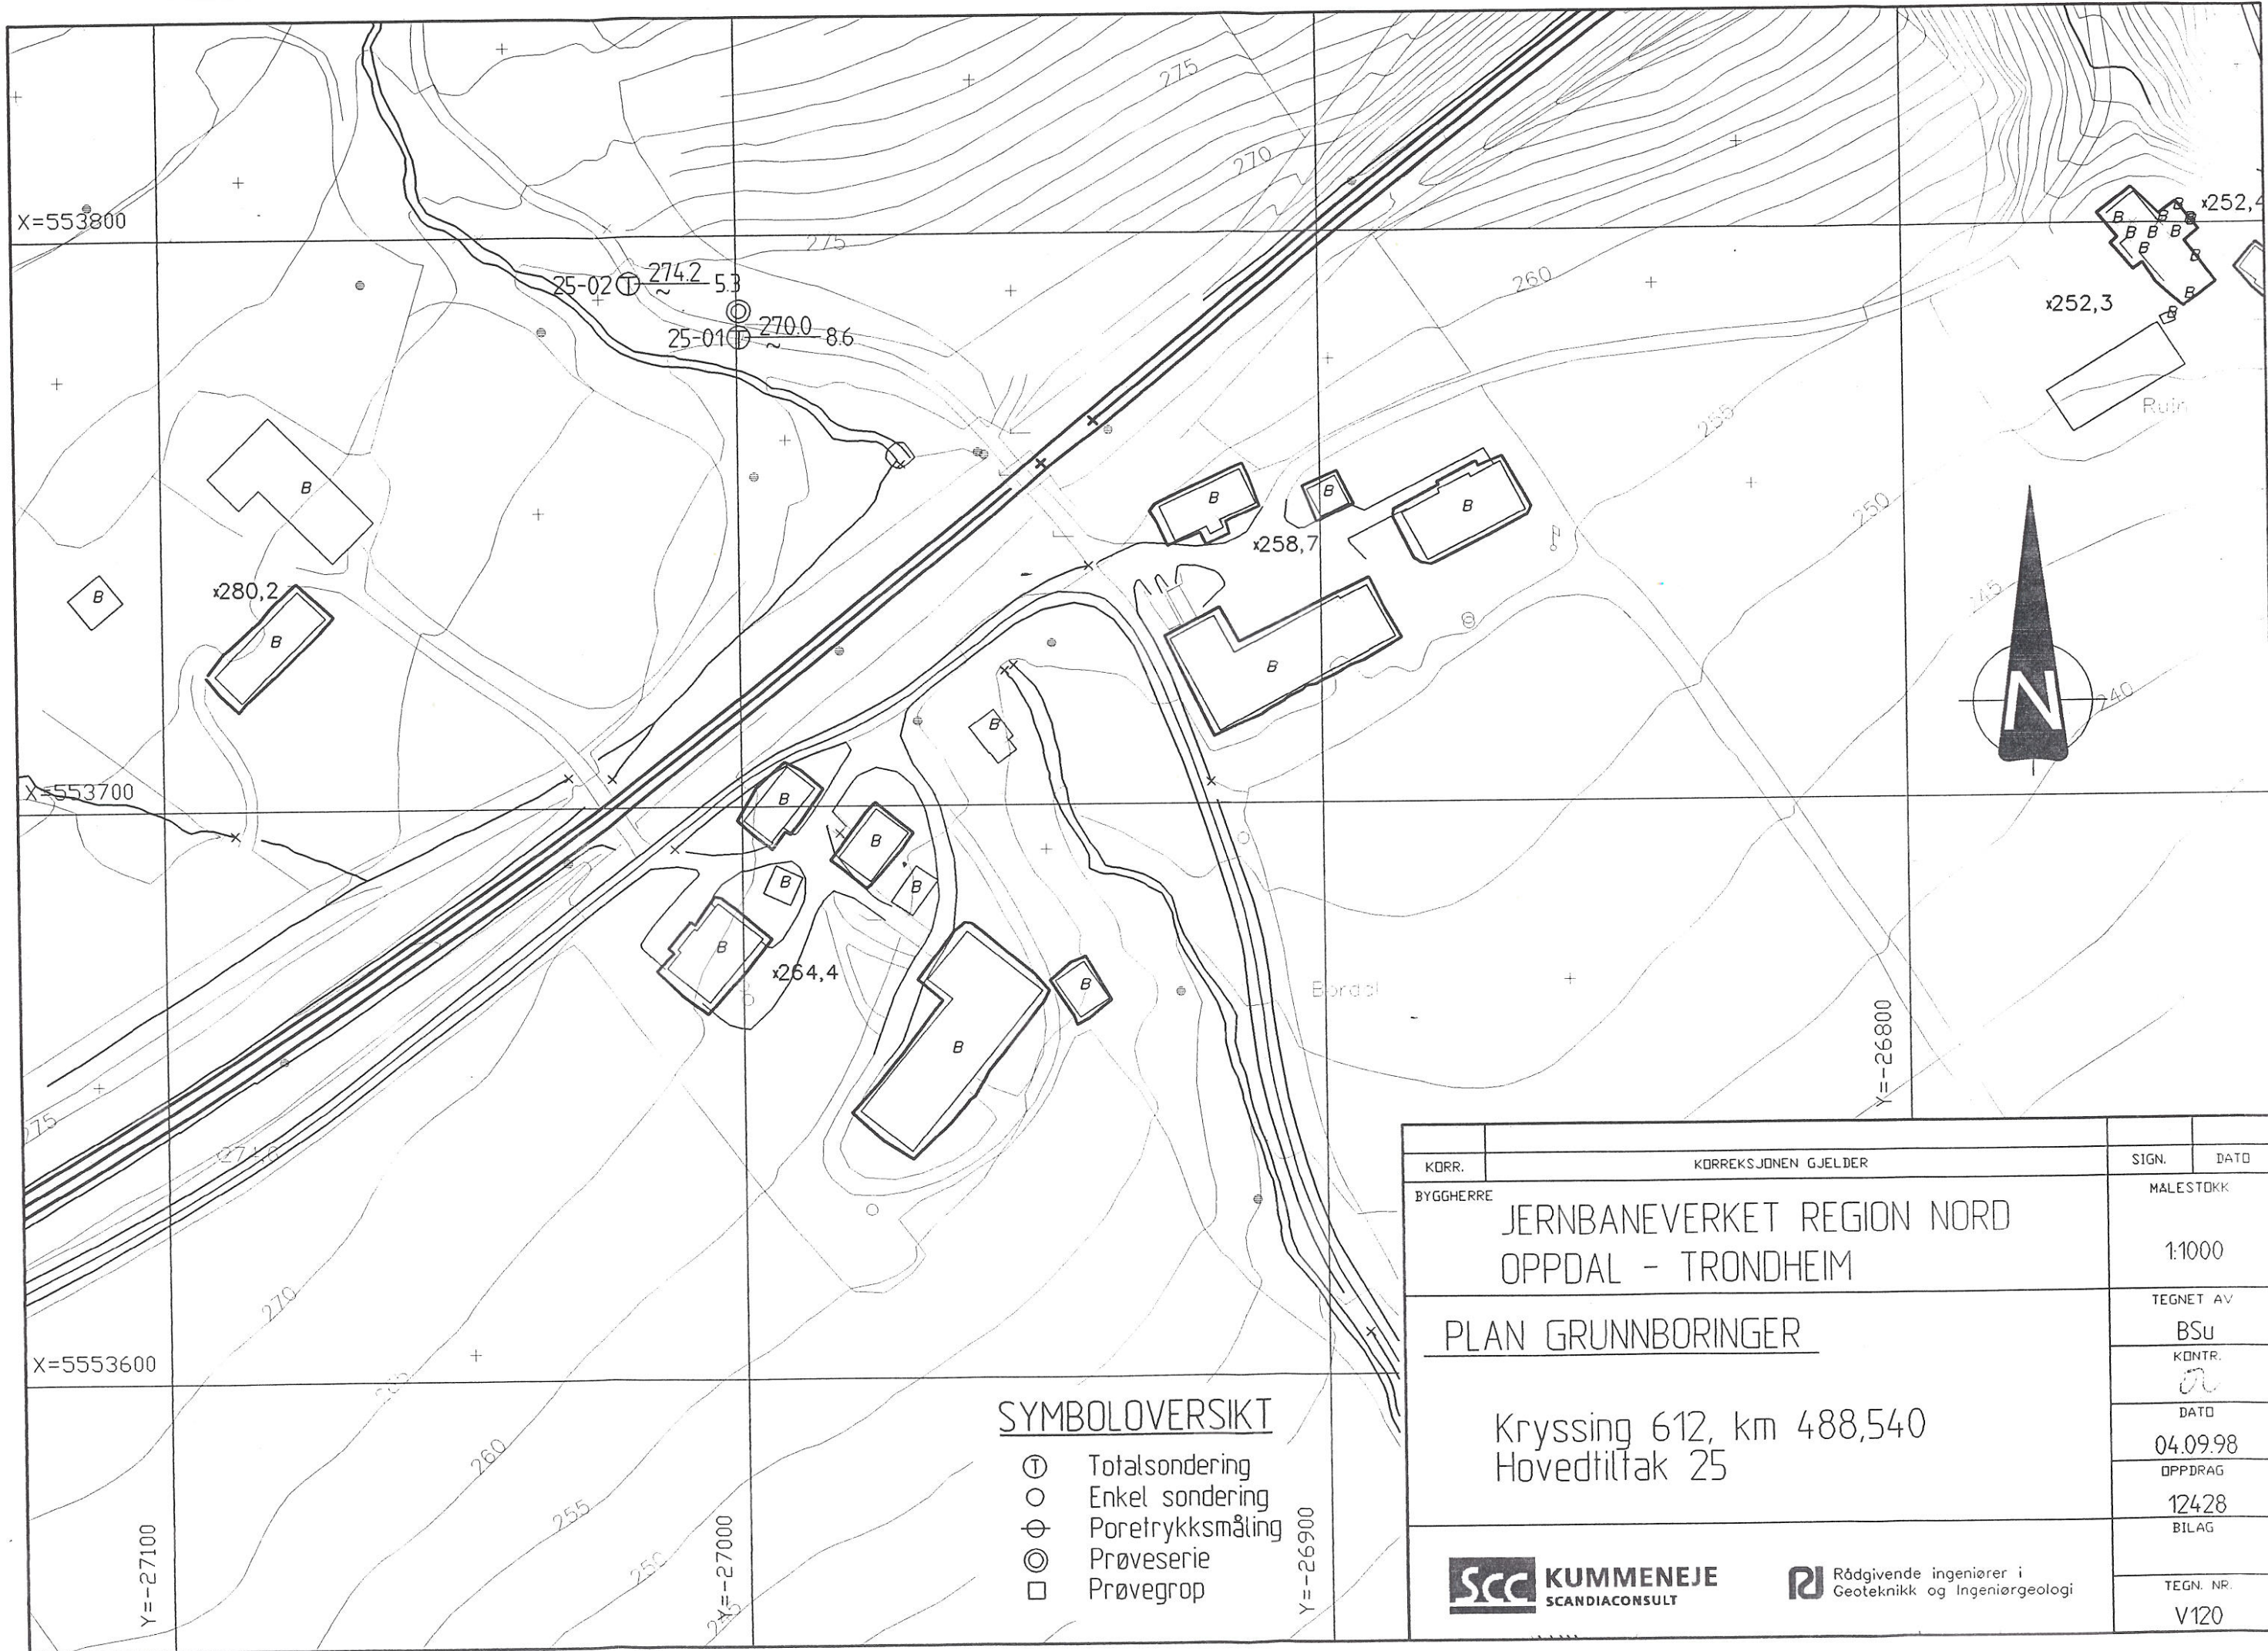 275
270
X=553800
275
x252,4
25-02 T 274.2 5.3
~
260
x252,3
25-01 T 270.0 8.6
~
255
Ruin
B
B
B
B
250
x258,7
B
x280,2
B
B
B
N
240
X=553700
B
B
B
B
B
x264,4
B
B
B
Y=-26800
275
270
X=5553600
260
255
250
245
Y=-27100
Y=-27000
Y=-26900
SYMBOLOVERSIKT
T Totalsondering
Enkel sondering
Poretrykksmåling
Prøveserie
Prøvegrop
KORR.
KORREKSJONEN GJELDER
SIGN.
DATO
BYGGHERRE
JERNBANEVERKET REGION NORD
OPPDAL - TRONDHEIM
MALESTOKK
1:1000
PLAN GRUNNBORINGER
TEGNET AV
BSu
KONTR.
Kryssing 612, km 488,540
Hovedtiltak 25
DATO
04.09.98
OPPDRAG
12428
BILAG
SCC KUMMENEJE
SCANDIACONSULT
Rådgivende ingeniører i
Geoteknikk og Ingeniørgeologi
TEGN. NR.
V120